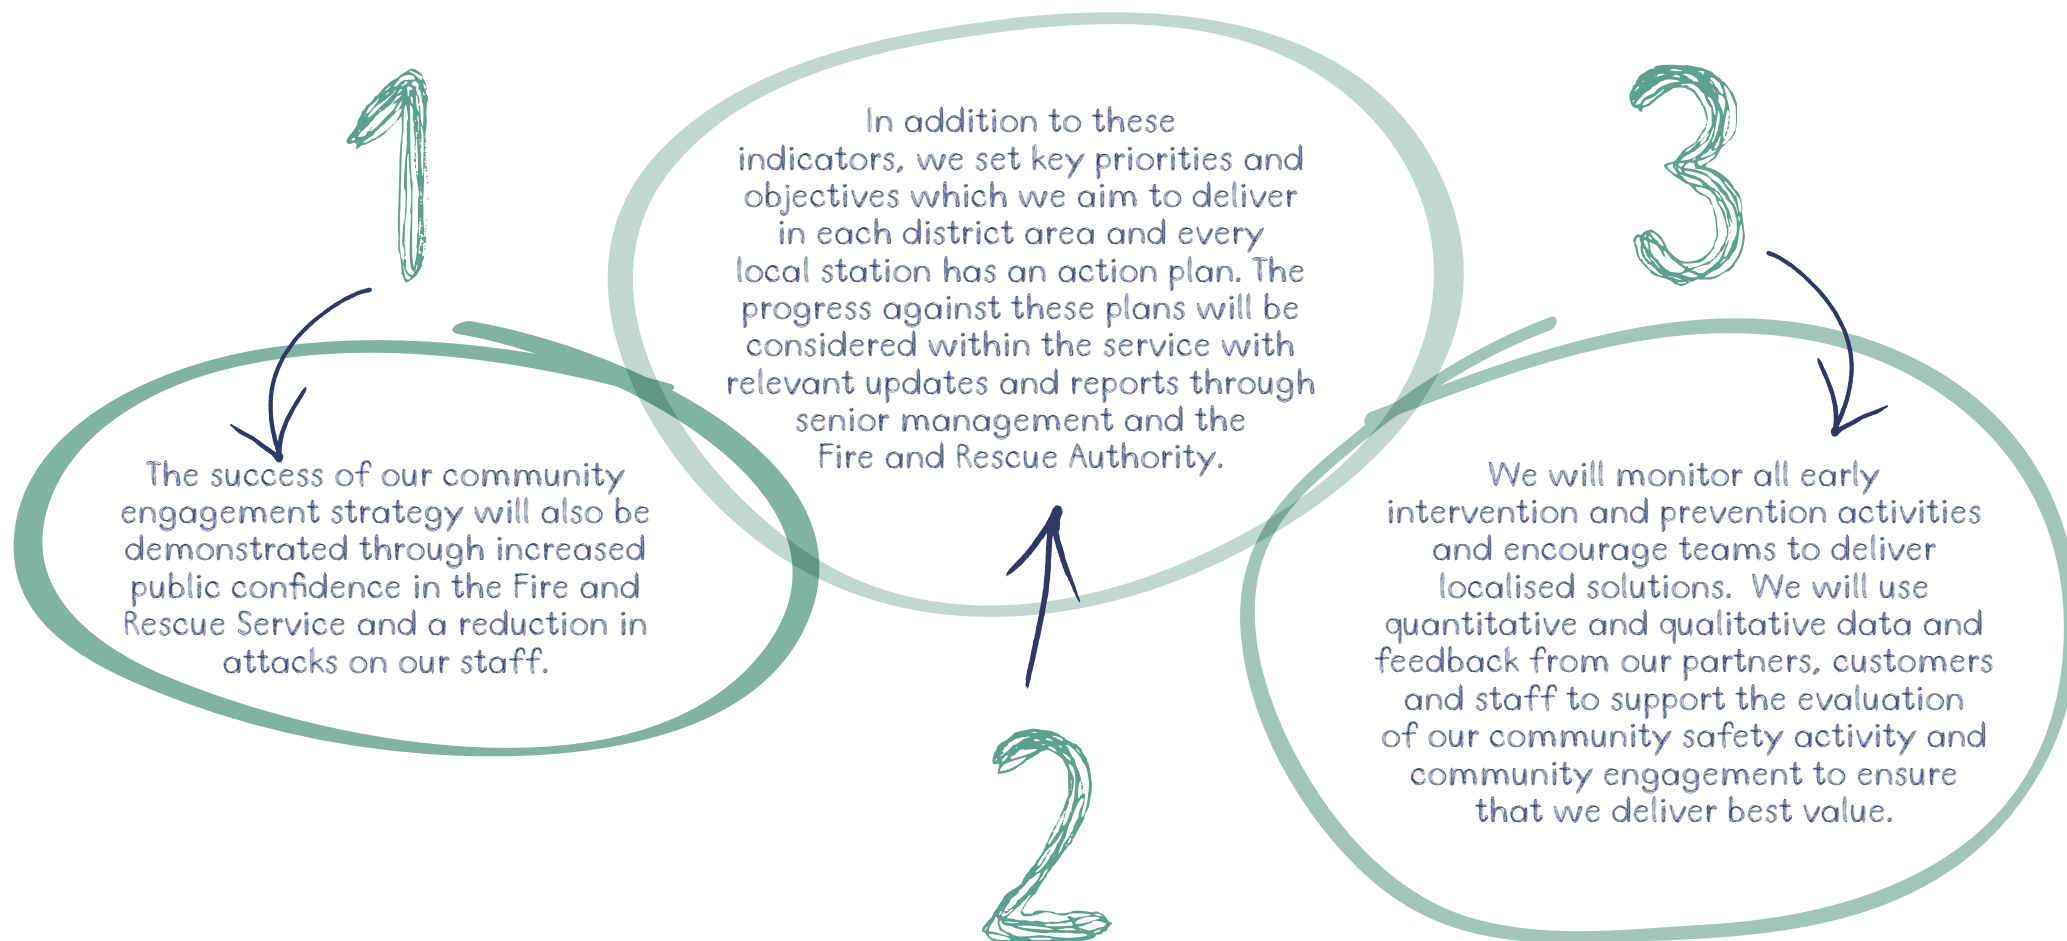 1
The success of our community
engagement strategy will also be
demonstrated through increased
public confidence in the Fire and
Rescue Service and a reduction in
attacks on our staff.
In addition to these
indicators, we set key priorities and
objectives which we aim to deliver
in each district area and every
local station has an action plan. The
progress against these plans will be
considered within the service with
relevant updates and reports through
senior management and the
Fire and Rescue Authority.
2
3
We will monitor all early
intervention and prevention activities
and encourage teams to deliver
localised solutions.  We will use
quantitative and qualitative data and
feedback from our partners, customers
and staff to support the evaluation
of our community safety activity and
community engagement to ensure
that we deliver best value.